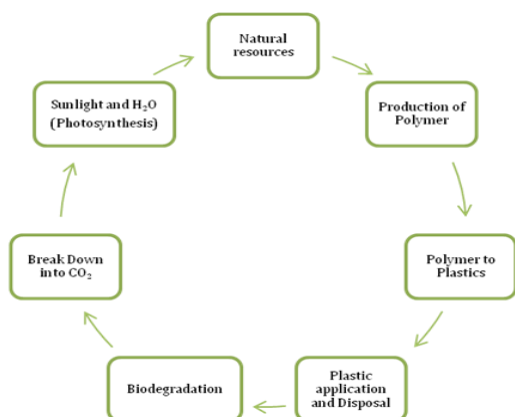 Natural
resources
Production of
Polymer
Polymer to
Plastics
Plastic
application
and Disposal
Biodegradation
Break Down
into CO₂
Sunlight and H₂O
(Photosynthesis)